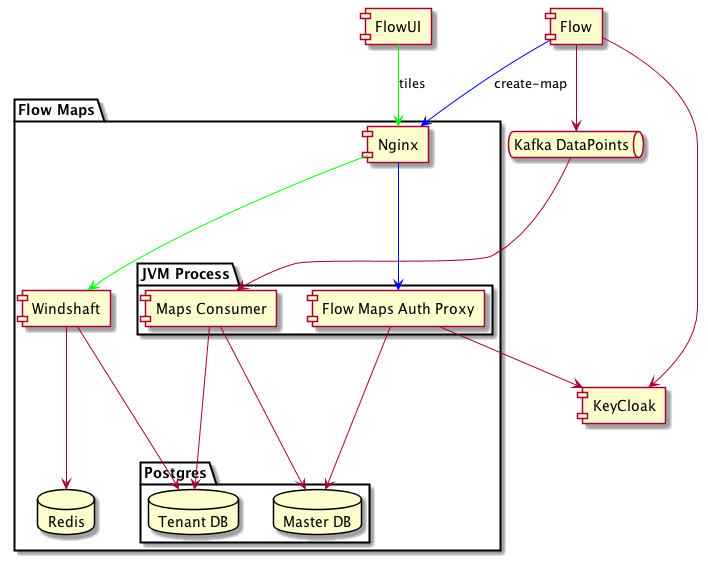 FlowUI
Flow
tiles
create-map
Flow Maps
Nginx
Kafka DataPoints
JVM Process
Windshaft
Maps Consumer
Flow Maps Auth Proxy
KeyCloak
Postgres
Redis
Tenant DB
Master DB